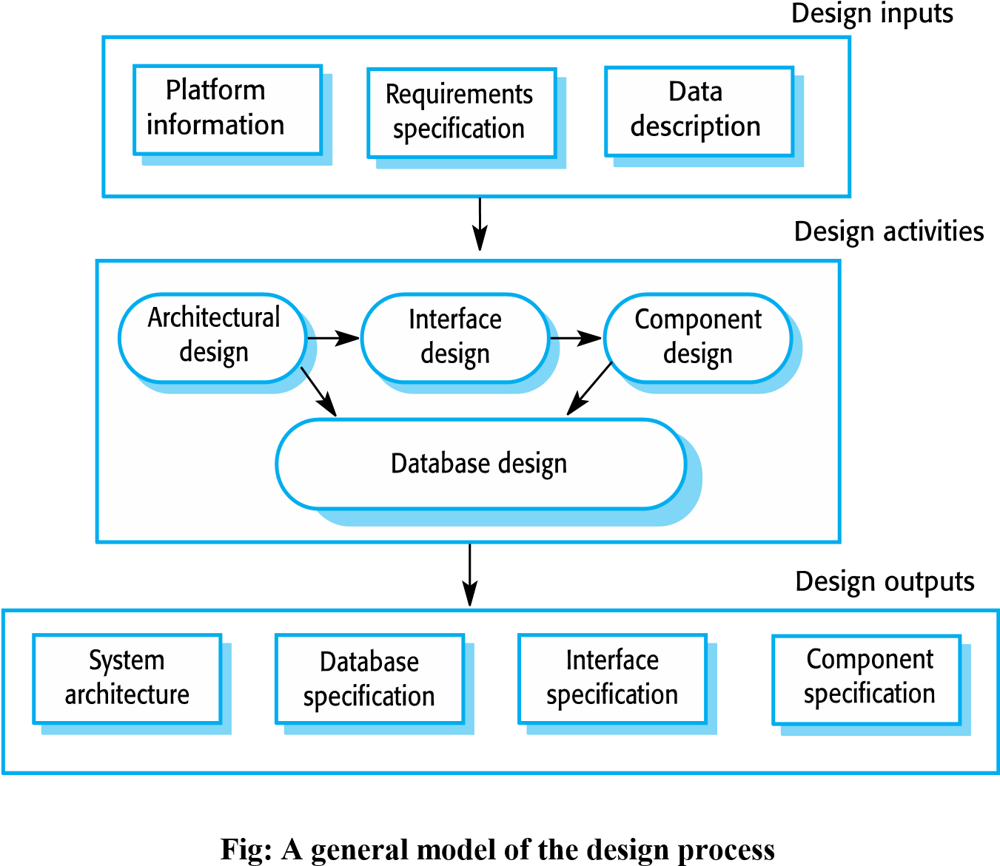 Design inputs
Platform
information
Requirements
specification
Data
description
Design activities
Architectural
design
Interface
design
Component
design
Database design
Design outputs
System
architecture
Database
specification
Interface
specification
Component
specification
Fig: A general model of the design process